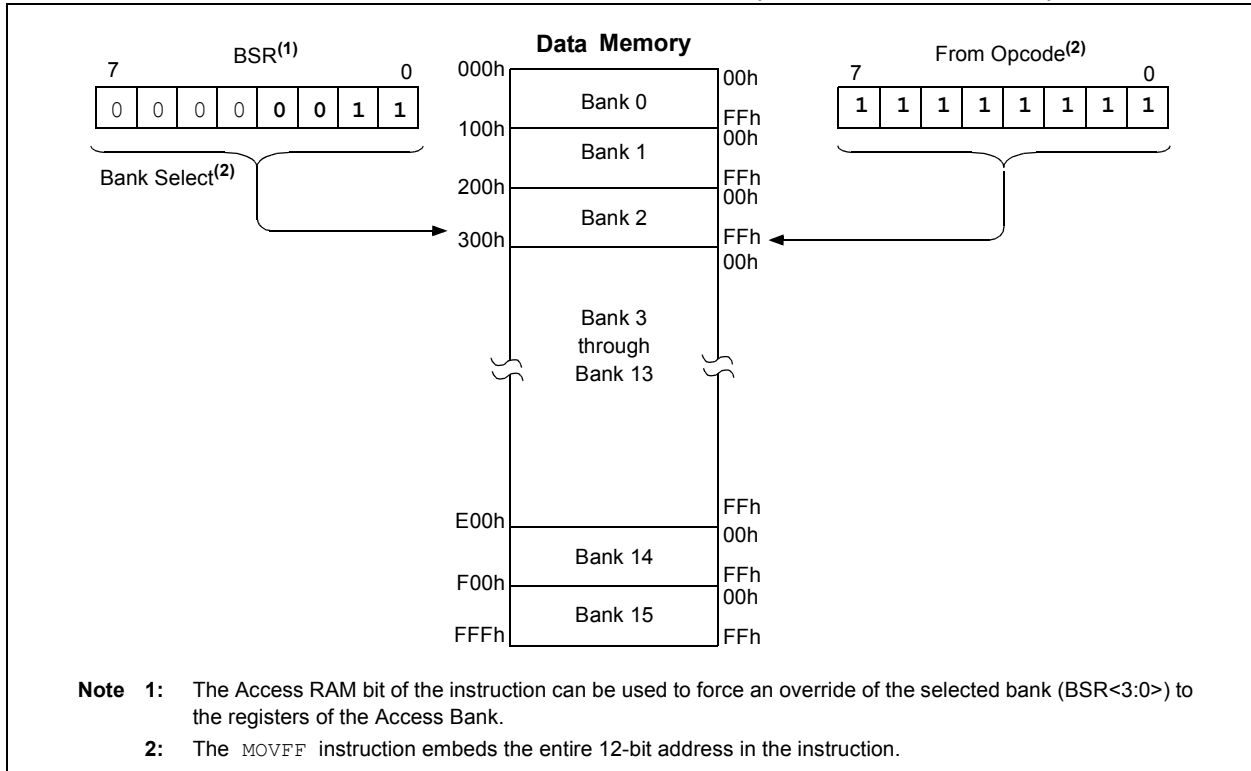 Data Memory
BSR(1)
7 0
0 0 0 0 0 0 1 1
Bank Select(2)
From Opcode(2)
7 0
1 1 1 1 1 1 1 1
000h
Bank 0
00h
FFh
100h
Bank 1
00h
FFh
200h
Bank 2
00h
FFh
300h
00h
Bank 3
through
Bank 13
FFh
E00h
Bank 14
00h
FFh
F00h
Bank 15
00h
FFFh
FFh
Note 1: The Access RAM bit of the instruction can be used to force an override of the selected bank (BSR<3:0>) to
the registers of the Access Bank.
2: The MOVFF instruction embeds the entire 12-bit address in the instruction.